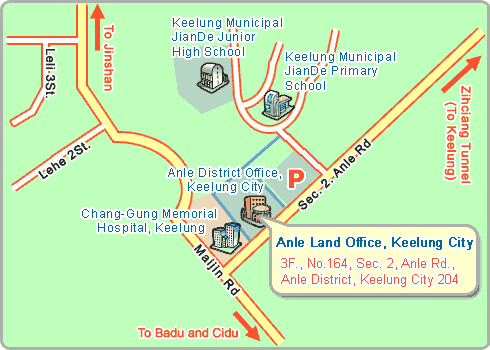 To Jinshan
Keelung Municipal
JianDe Junior
High School
Keelung Municipal
JianDe Primary
School
Leli 3St.
Zihciang Tunnel
(To Keelung)
Lehe 2St.
Anle District Office,
Keelung City
P
Sec. 2, Anle Rd
Chang-Gung Memorial
Hospital, Keelung
Maijin Rd
Anle Land Office, Keelung City
3F., No.164, Sec. 2, Anle Rd.,
Anle District, Keelung City 204
To Badu and Cidu